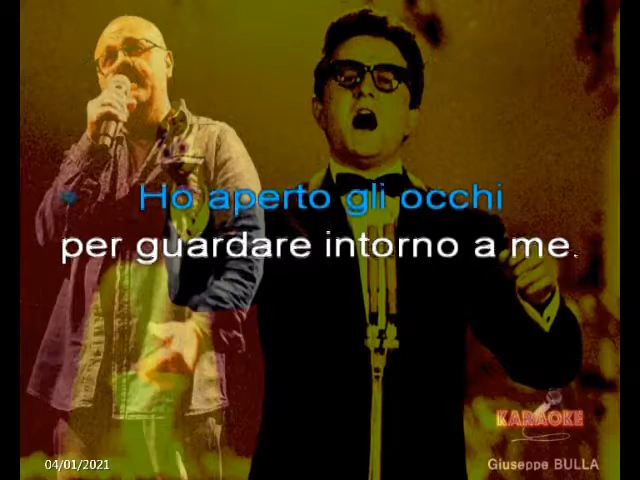 Ho aperto gli occhi
per guardare intorno a me.
KARAOKE
04/01/2021
Giuseppe BULLA